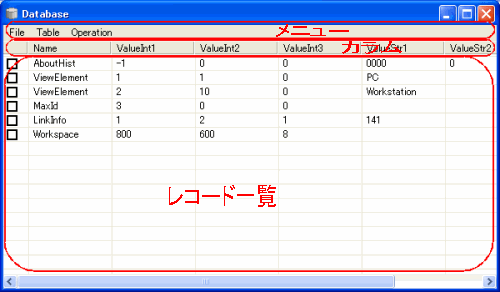 Database
File Table Operation メニュー
カラム
Name ValueInt1 ValueInt2 ValueInt3 ValueStr1 ValueStr2
AboutHist -1 0 0 0000 0
ViewElement 1 1 0 PC
ViewElement 2 10 0 Workstation
MaxId 3 0 0
LinkInfo 1 2 1 141
Workspace 800 600 8
レコード一覧